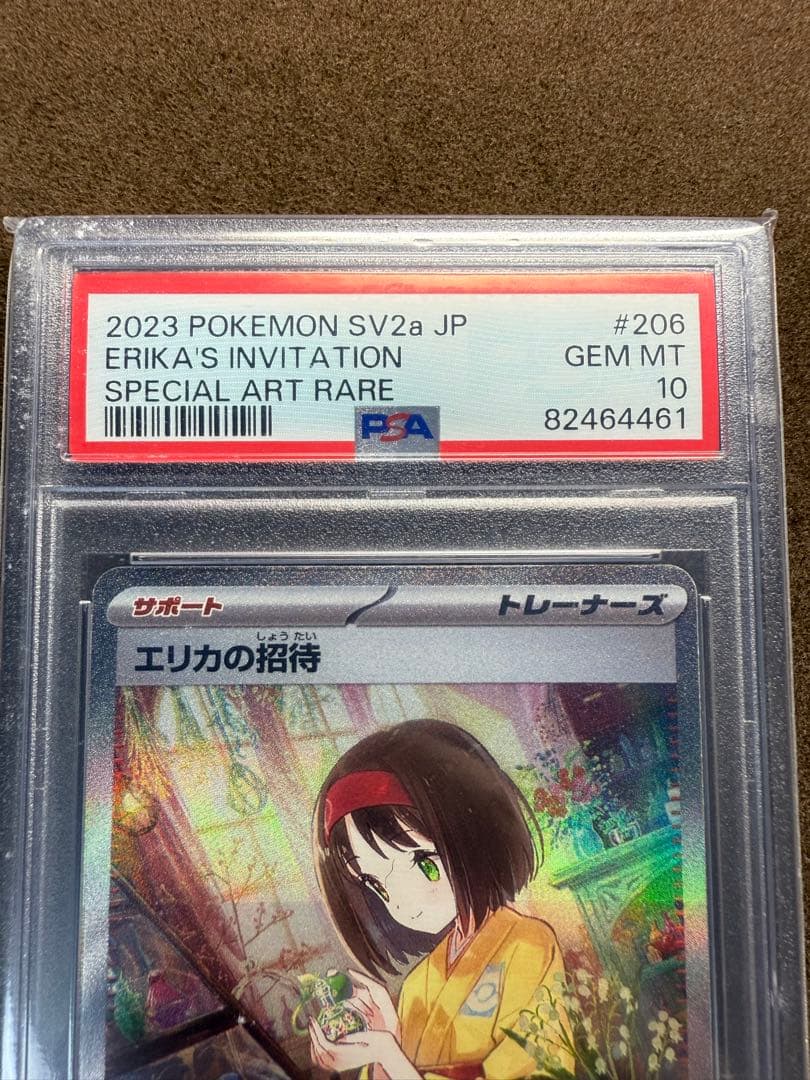 2023 POKEMON SV2a JP #206
ERIKA'S INVITATION GEM MT
SPECIAL ART RARE 10
PSA 82464461
サポート トレーナーズ
しょうたい
エリカの招待